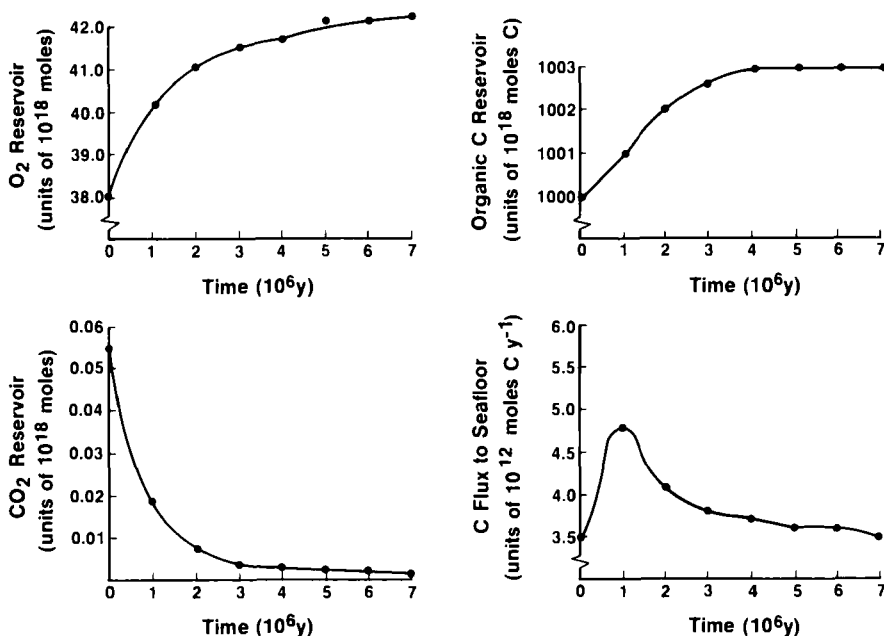 O2 Reservoir
(units of 10^18 moles)
42.0
41.0
40.0
39.0
38.0
0 1 2 3 4 5 6 7
Time (10^6y)
Organic C Reservoir
(units of 10^18 moles C)
1003
1002
1001
1000
0 1 2 3 4 5 6 7
Time (10^6y)
CO2 Reservoir
(units of 10^18 moles)
0.06
0.05
0.04
0.03
0.02
0.01
0 1 2 3 4 5 6 7
Time (10^6y)
C Flux to Seafloor
(units of 10^12 moles C y^-1)
6.0
5.5
5.0
4.5
4.0
3.5
0 1 2 3 4 5 6 7
Time (10^6y)